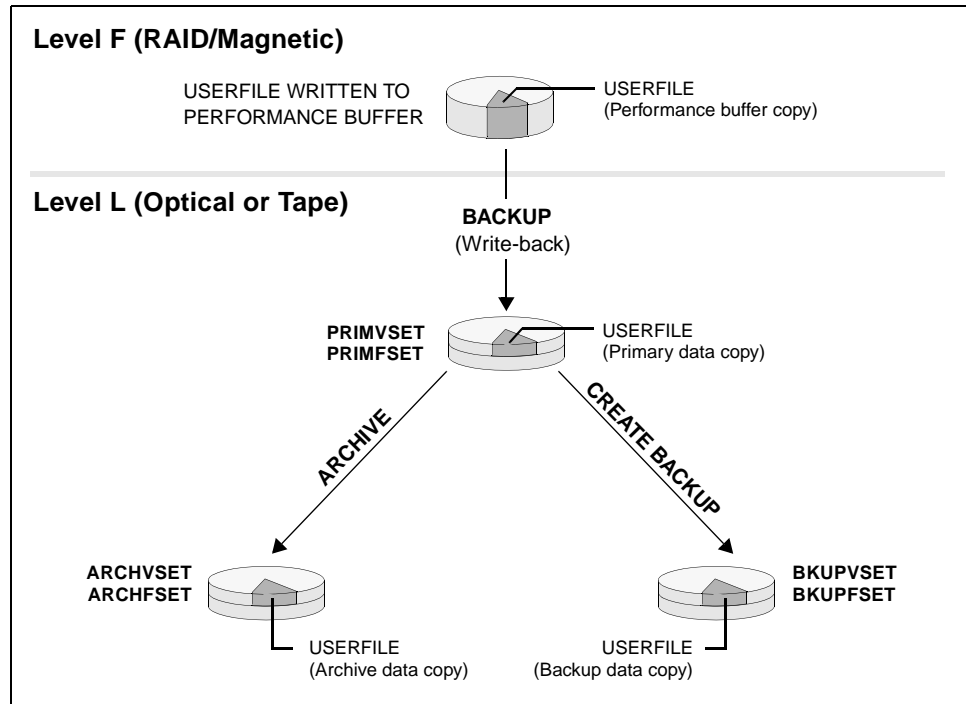 Level F (RAID/Magnetic)
USERFILE WRITTEN TO
PERFORMANCE BUFFER
USERFILE
(Performance buffer copy)
Level L (Optical or Tape)
BACKUP
(Write-back)
PRIMVSET
PRIMFSET
USERFILE
(Primary data copy)
ARCHIVE
CREATE BACKUP
ARCHVSET
ARCHFSET
USERFILE
(Archive data copy)
BKUPVSET
BKUPFSET
USERFILE
(Backup data copy)